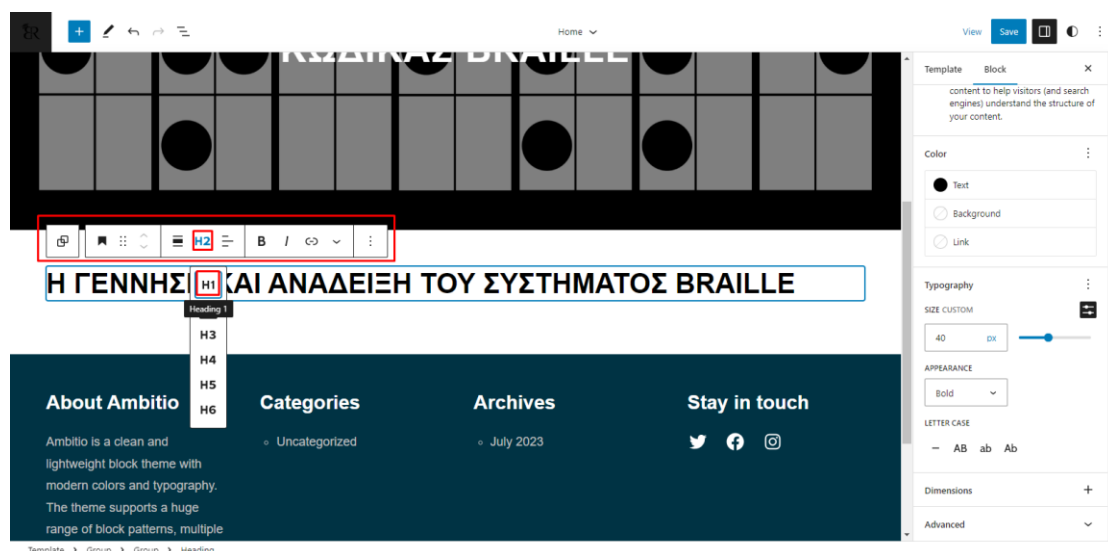 Home
View
Save
ΚΩΔΙΚΑΣ BRAILLE
Template Block
content to help visitors (and search
engines) understand the structure of
your content.
Color
Text
Background
Link
Typography
SIZE CUSTOM
40 PX
APPEARANCE
Bold
LETTER CASE
— AB ab Ab
Dimensions
Advanced
H2
B I
Η ΓΕΝΝΗΣ ΚΑΙ ΑΝΑΔΕΙΞΗ ΤΟΥ ΣΥΣΤΗΜΑΤΟΣ BRAILLE
H1
Heading 1
H3
H4
H5
H6
About Ambitio
Ambitio is a clean and
lightweight block theme with
modern colors and typography.
The theme supports a huge
range of block patterns, multiple
Categories
Uncategorized
Archives
July 2023
Stay in touch
Template > Group > Group > Heading